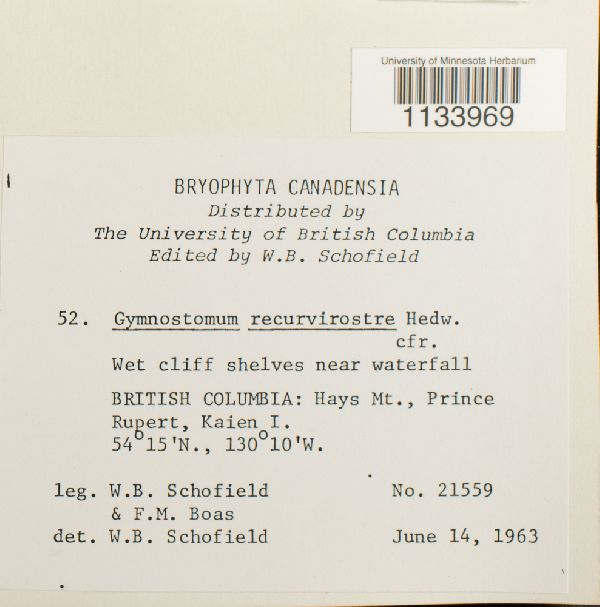 University of Minnesota Herbarium
1133969
BRYOPHYTA CANADENSIA
Distributed by
The University of British Columbia
Edited by W.B. Schofield
52. Gymnostomum recurvirostre Hedw.
cfr.
Wet cliff shelves near waterfall
BRITISH COLUMBIA: Hays Mt., Prince
Rupert, Kaien I.
54°15'N., 130°10'W.
leg. W.B. Schofield No. 21559
& F.M. Boas
det. W.B. Schofield June 14, 1963